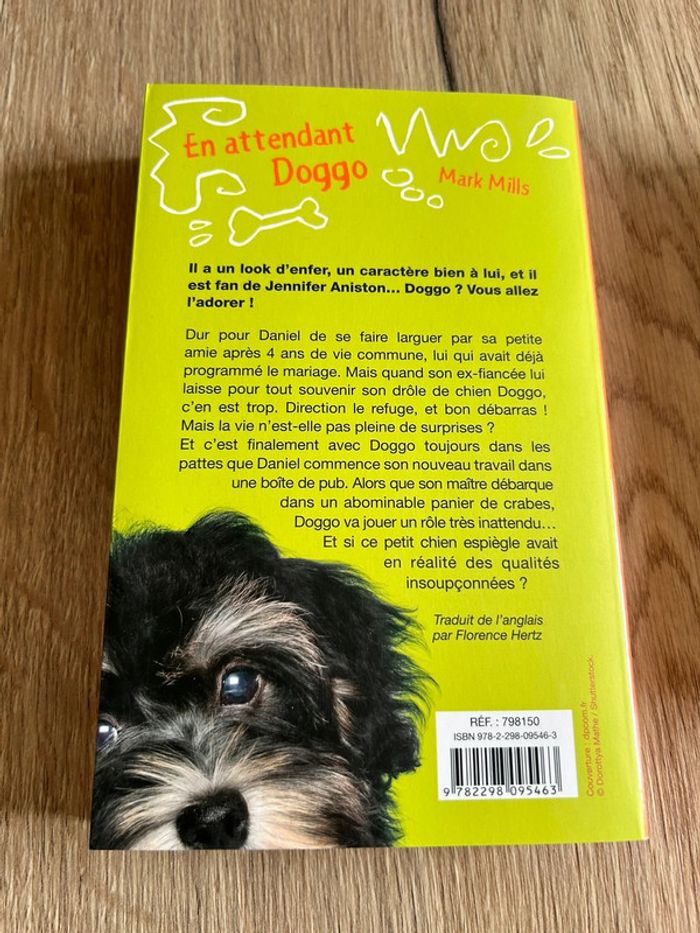 En attendant
Doggo
Mark Mills
Il a un look d'enfer, un caractère bien à lui, et il
est fan de Jennifer Aniston... Doggo ? Vous allez
l'adorer !
Dur pour Daniel de se faire larguer par sa petite
amie après 4 ans de vie commune, lui qui avait déjà
programmé le mariage. Mais quand son ex-fiancée lui
laisse pour tout souvenir son drôle de chien Doggo,
c'en est trop. Direction le refuge, et bon débarras !
Mais la vie n'est-elle pas pleine de surprises ?
Et c'est finalement avec Doggo toujours dans les
pattes que Daniel commence son nouveau travail dans
une boîte de pub. Alors que son maître débarque
dans un abominable panier de crabes,
Doggo va jouer un rôle très inattendu...
Et si ce petit chien espiègle avait
en réalité des qualités
insoupçonnées ?
Traduit de l'anglais
par Florence Hertz
RÉF. : 798150
ISBN 978-2-298-09546-3
9 782298 095463
Couverture : dpcom.fr
© Dorottya Mathe / Shutterstock.